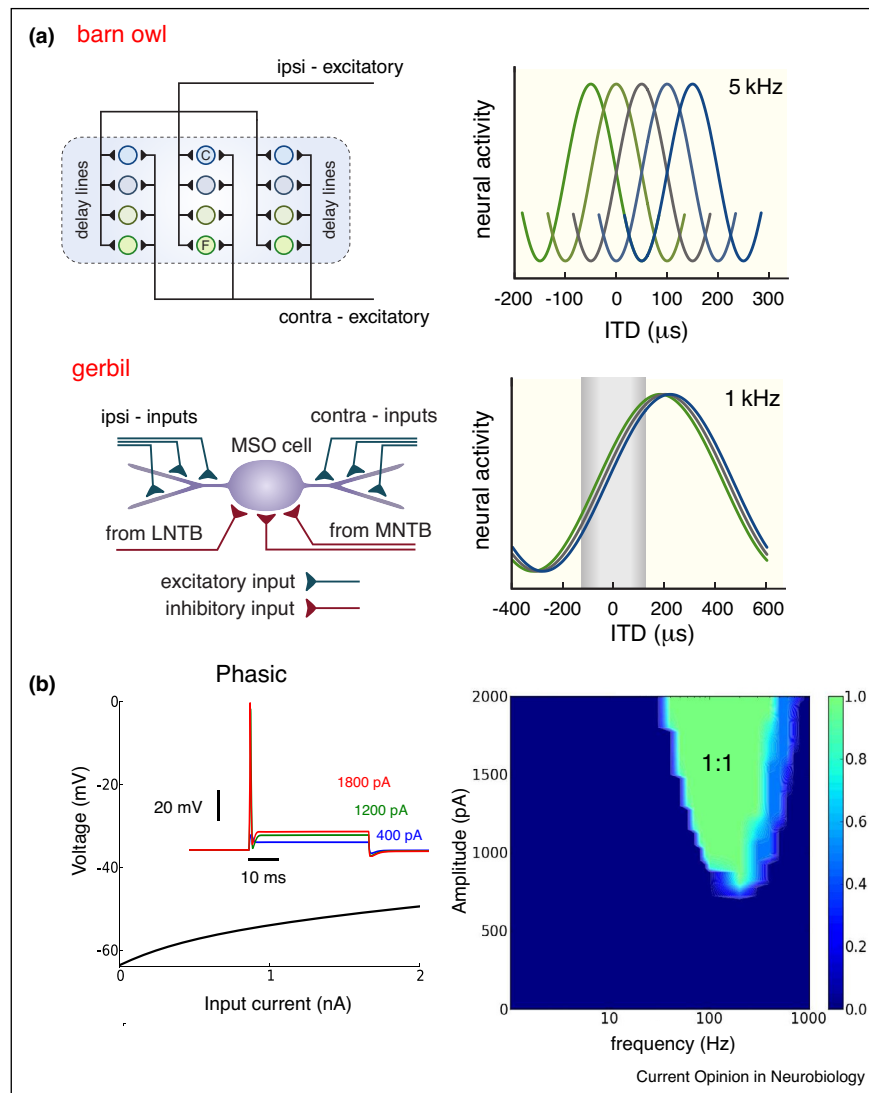 (a) barn owl
ipsi - excitatory
C
F
delay lines
delay lines
contra - excitatory
5 kHz
neural activity
-200 -100 0 100 200 300
ITD (μs)
gerbil
ipsi - inputs
contra - inputs
MSO cell
from LNTB
from MNTB
excitatory input
inhibitory input
1 kHz
neural activity
-400 -200 0 200 400 600
ITD (μs)
(b)
Phasic
0
-20
-40
-60
Voltage (mV)
20 mV
10 ms
1800 pA
1200 pA
400 pA
0 1 2
Input current (nA)
2000
1500
1000
500
0
Amplitude (pA)
1:1
10 100 1000
frequency (Hz)
1.0
0.8
0.6
0.4
0.2
0.0
Current Opinion in Neurobiology